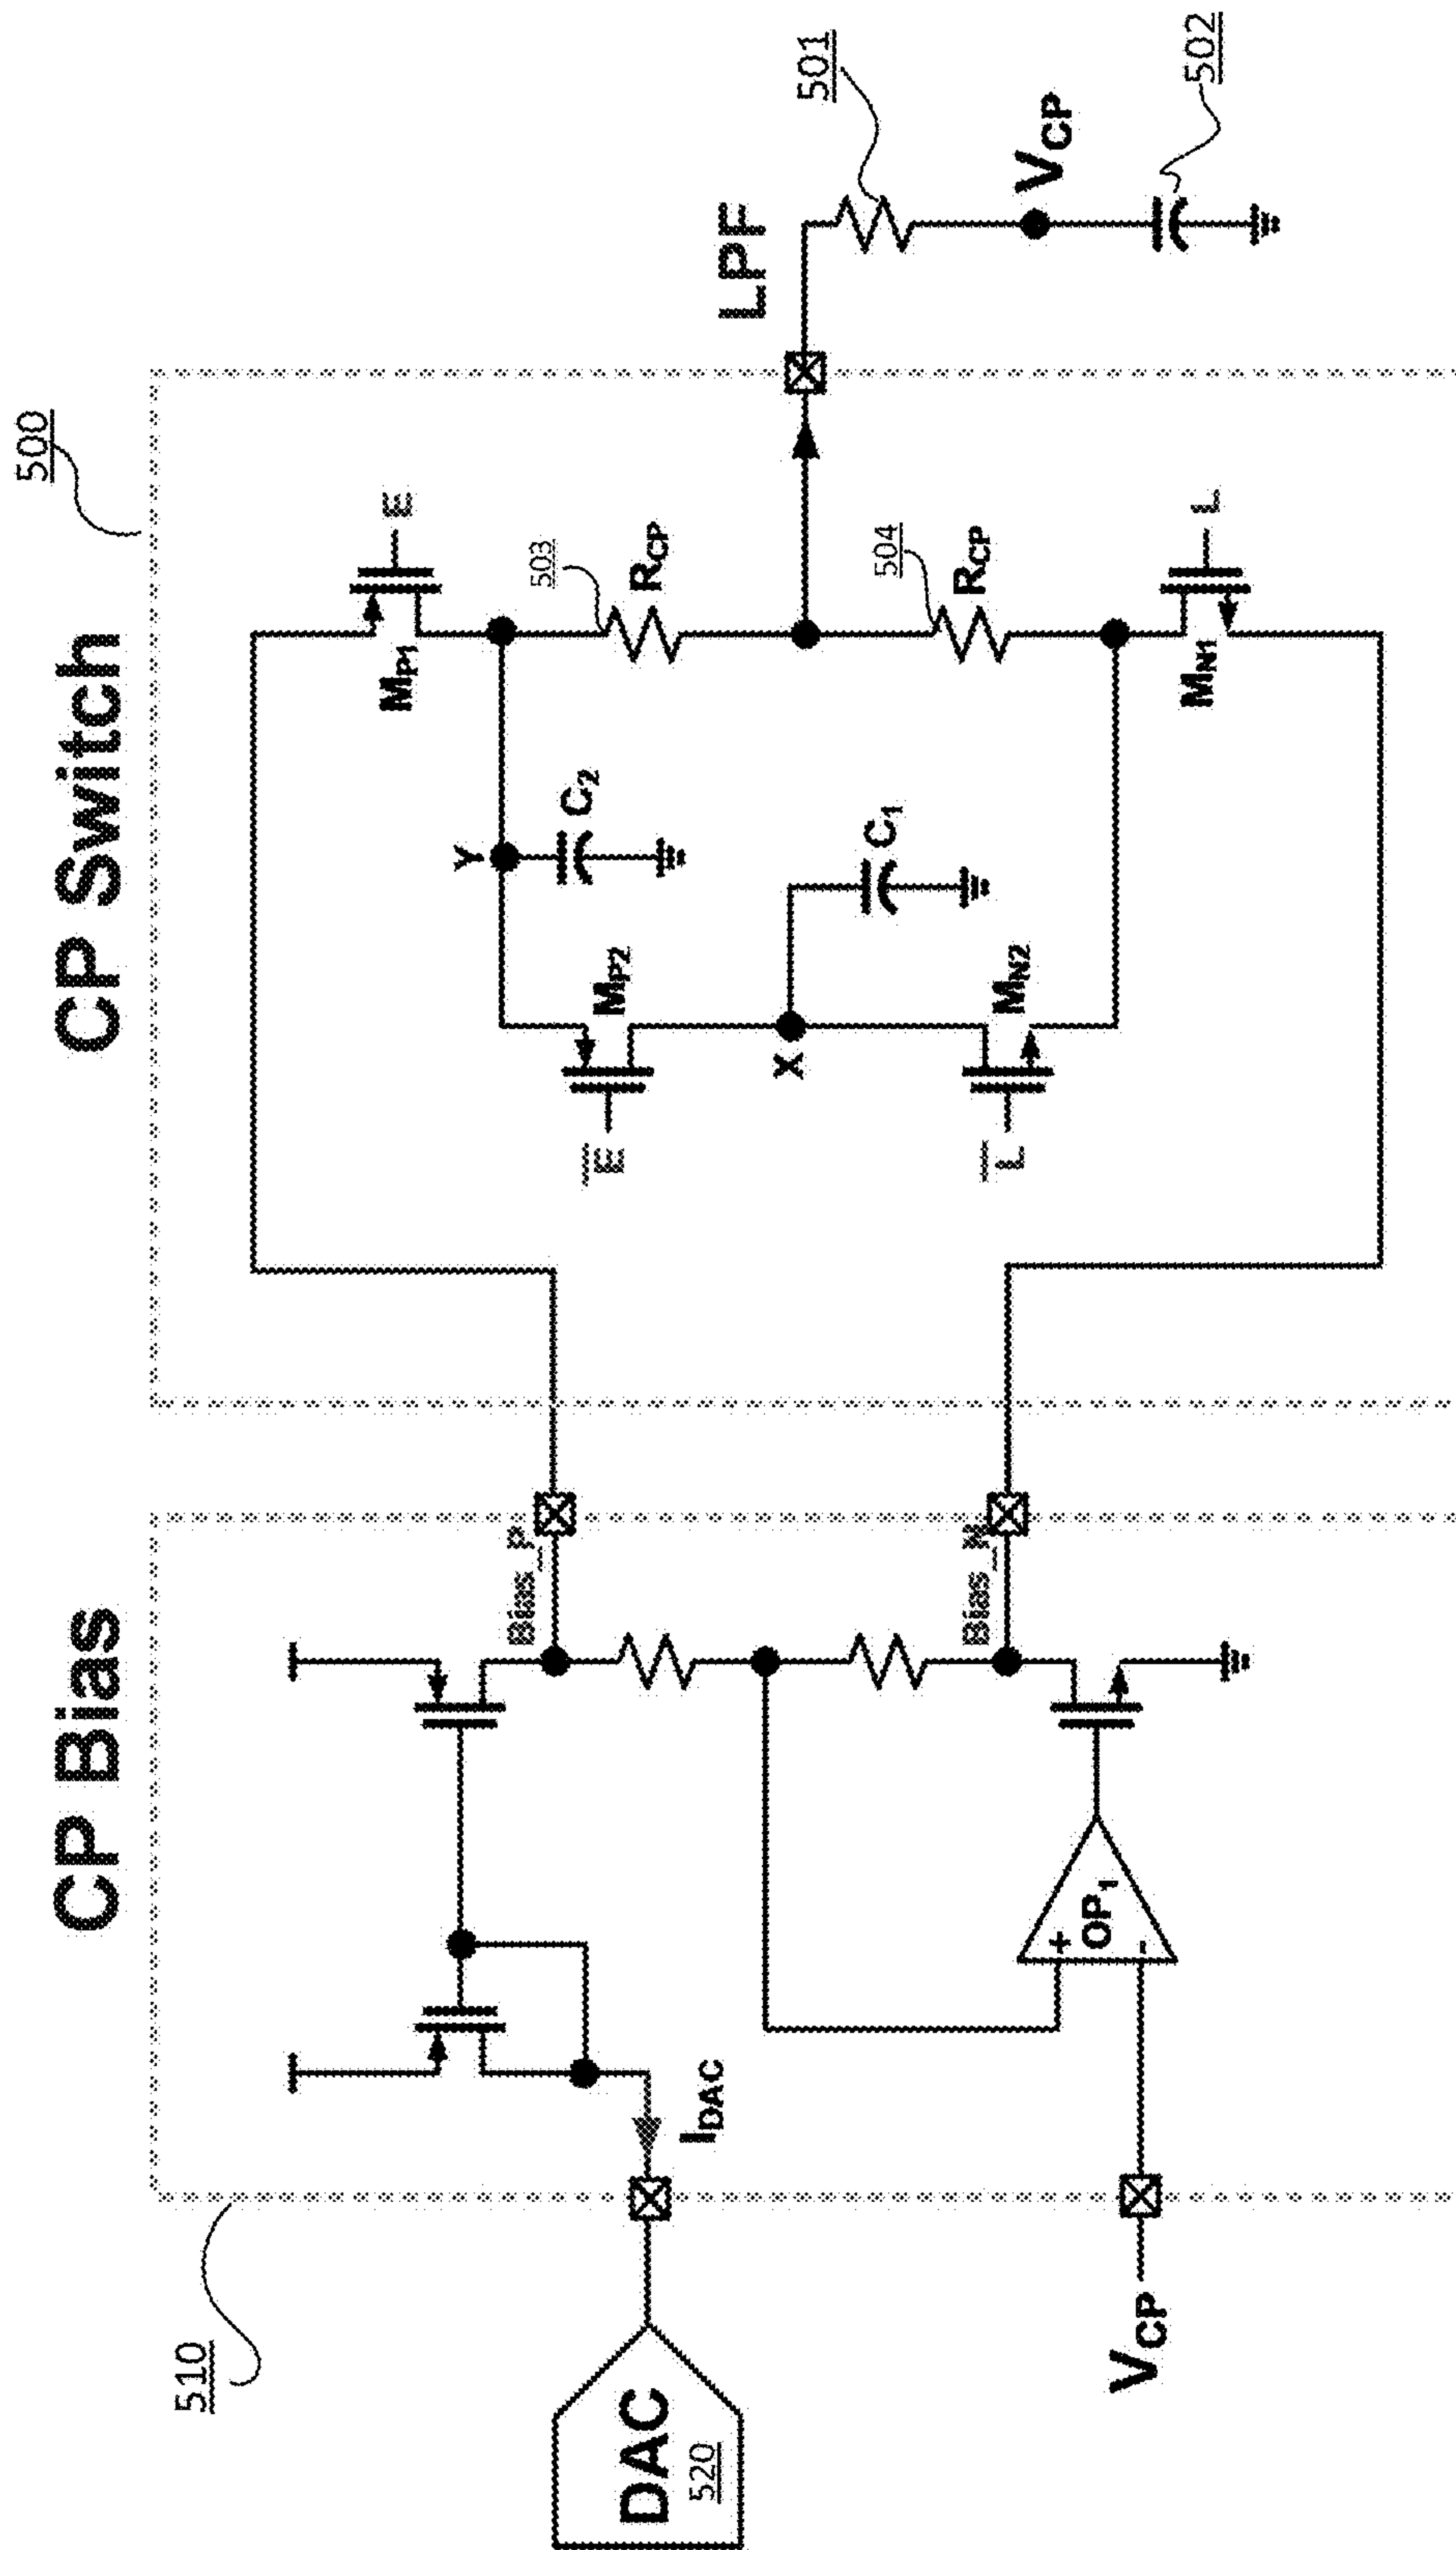 CP Bias
CP Switch
500
510
DAC
520
I_DAC
V_CP
OP_1
+
-
Bias_P
Bias_N
E̅
L̅
M_P2
M_N2
X
Y
C_2
C_1
M_P1
E
503
R_CP
504
R_CP
M_N1
L
LPF
501
V_CP
502